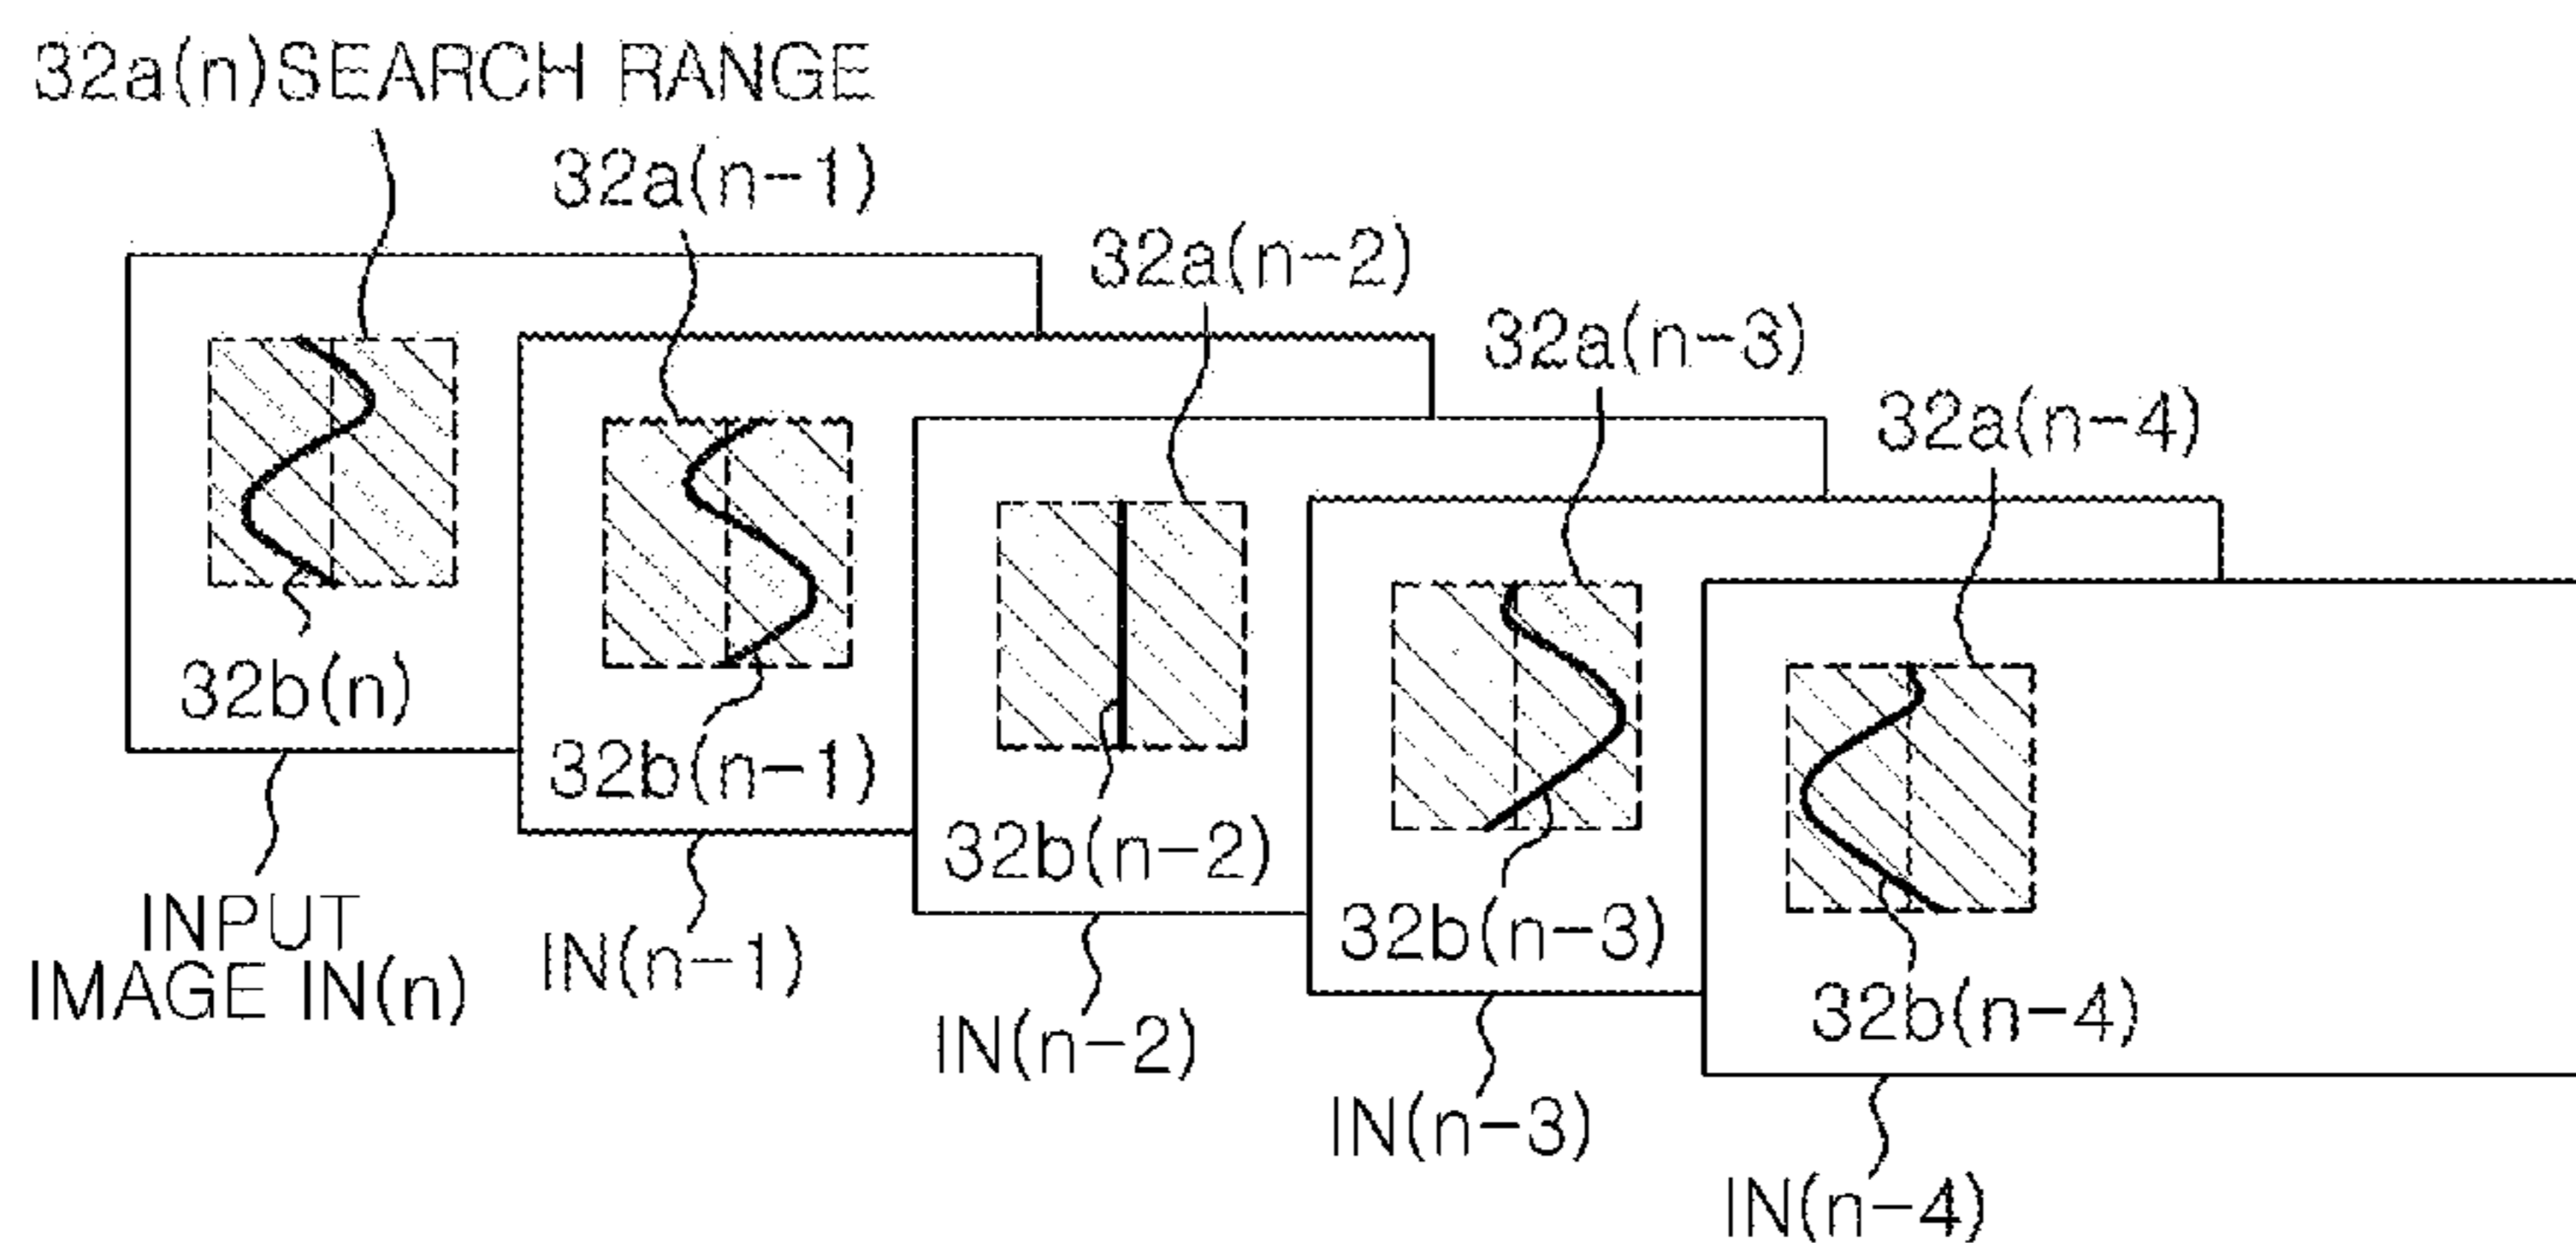 32a(n)SEARCH RANGE
32a(n-1)
32a(n-2)
32a(n-3)
32a(n-4)
32b(n)
32b(n-1)
32b(n-2)
32b(n-3)
32b(n-4)
INPUT
IMAGE IN(n)
IN(n-1)
IN(n-2)
IN(n-3)
IN(n-4)